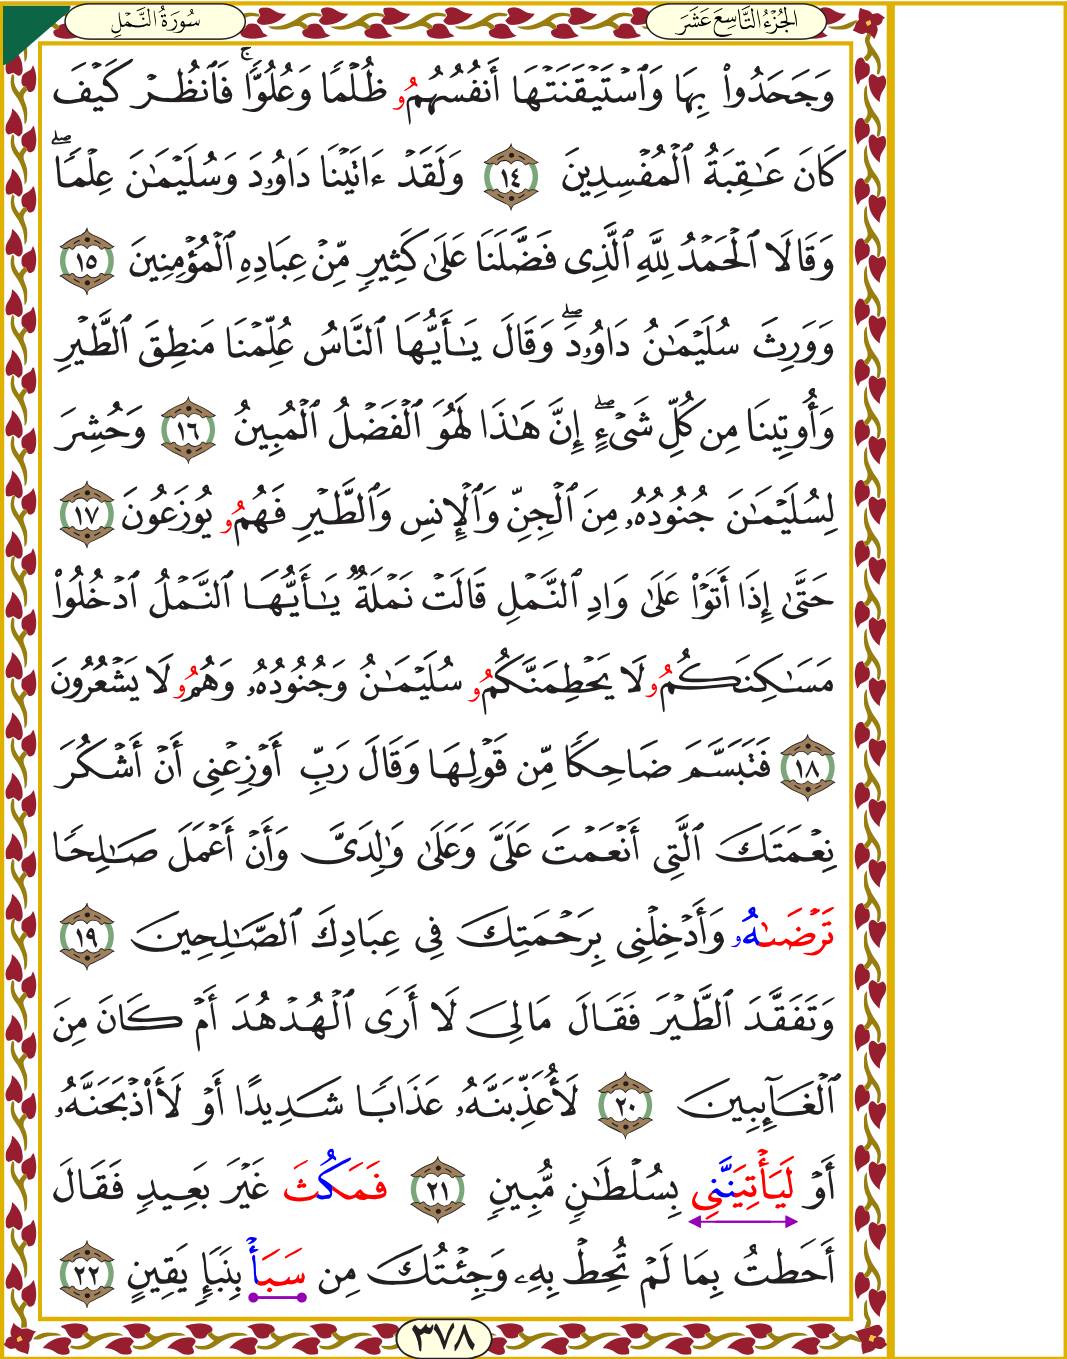 الجُزْءُ التَّاسِعَ عَشَرَ
سُورَةُ النَّمْلِ
وَجَحَدُواْ بِهَا وَٱسْتَيْقَنَتْهَا أَنفُسُهُمُۥ ظُلْمًا وَعُلُوًّاۚ فَٱنظُرْ كَيْفَ
كَانَ عَٰقِبَةُ ٱلْمُفْسِدِينَ ١٤ وَلَقَدْ ءَاتَيْنَا دَاوُۥدَ وَسُلَيْمَٰنَ عِلْمًاۖ
وَقَالَا ٱلْحَمْدُ لِلَّهِ ٱلَّذِى فَضَّلَنَا عَلَىٰ كَثِيرٍ مِّنْ عِبَادِهِ ٱلْمُؤْمِنِينَ ١٥
وَوَرِثَ سُلَيْمَٰنُ دَاوُۥدَۖ وَقَالَ يَٰٓأَيُّهَا ٱلنَّاسُ عُلِّمْنَا مَنطِقَ ٱلطَّيْرِ
وَأُوتِينَا مِن كُلِّ شَىْءٍۖ إِنَّ هَٰذَا لَهُوَ ٱلْفَضْلُ ٱلْمُبِينُ ١٦ وَحُشِرَ
لِسُلَيْمَٰنَ جُنُودُهُۥ مِنَ ٱلْجِنِّ وَٱلْإِنسِ وَٱلطَّيْرِ فَهُمُۥ يُوزَعُونَ ١٧
حَتَّىٰ إِذَا أَتَوْاْ عَلَىٰ وَادِ ٱلنَّمْلِ قَالَتْ نَمْلَةٌ يَٰأَيُّهَا ٱلنَّمْلُ ٱدْخُلُواْ
مَسَٰكِنَكُمُۥ لَا يَحْطِمَنَّكُمُۥ سُلَيْمَٰنُ وَجُنُودُهُۥ وَهُمُۥ لَا يَشْعُرُونَ
١٨ فَتَبَسَّمَ ضَاحِكًا مِّن قَوْلِهَا وَقَالَ رَبِّ أَوْزِعْنِى أَنْ أَشْكُرَ
نِعْمَتَكَ ٱلَّتِى أَنْعَمْتَ عَلَىَّ وَعَلَىٰ وَٰلِدَىَّ وَأَنْ أَعْمَلَ صَٰلِحًا
تَرْضَىٰهُۥ وَأَدْخِلْنِى بِرَحْمَتِكَ فِى عِبَادِكَ ٱلصَّٰلِحِينَ ١٩
وَتَفَقَّدَ ٱلطَّيْرَ فَقَالَ مَالِىَ لَا أَرَى ٱلْهُدْهُدَ أَمْ كَانَ مِنَ
ٱلْغَآئِبِينَ ٢٠ لَأُعَذِّبَنَّهُۥ عَذَابًا شَدِيدًا أَوْ لَأَا۟ذْبَحَنَّهُۥ
أَوْ لَيَأْتِيَنَّنِى بِسُلْطَٰنٍ مُّبِينٍ ٢١ فَمَكُثَ غَيْرَ بَعِيدٍ فَقَالَ
أَحَطتُ بِمَا لَمْ تُحِطْ بِهِۦ وَجِئْتُكَ مِن سَبَأْ بِنَبَإٍ يَقِينٍ ٢٢
٣٧٨